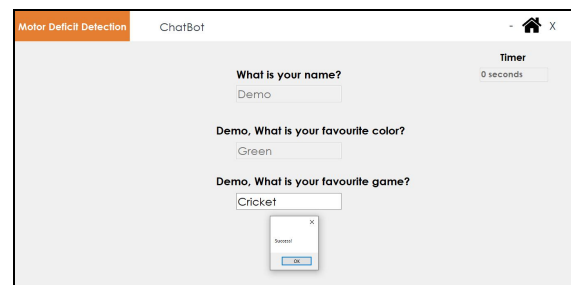 Motor Deficit Detection
ChatBot
- X
Timer
0 seconds
What is your name?
Demo
Demo, What is your favourite color?
Green
Demo, What is your favourite game?
Cricket
X
Success!
OK